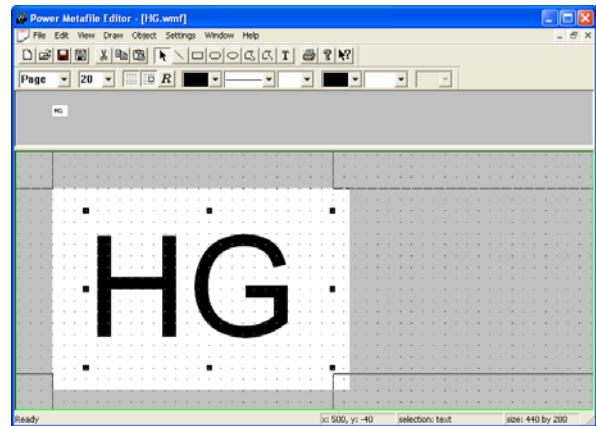 Power Metafile Editor - [HG.wmf]
File Edit View Draw Object Settings Window Help
T ? ?
Page 20 R
HG
HG
Ready x: 500, y: -40 selection: text size: 440 by 280